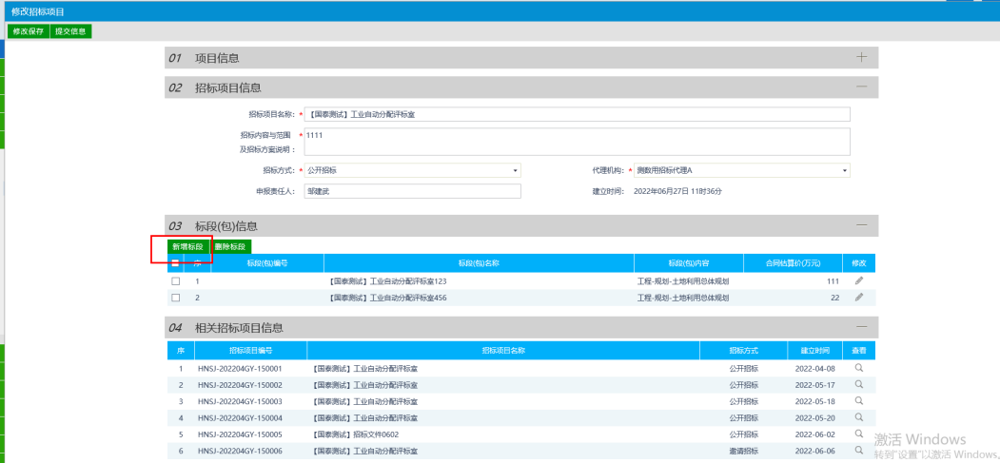 修改招标项目
修改保存 提交信息
01 项目信息
02 招标项目信息
招标项目名称: * 【国泰测试】工业自动分配评标室
招标内容与范围 * 1111
及招标方案说明:
招标方式: * 公开招标 代理机构: * 测数用招标代理A
申报责任人: 邹建武 建立时间: 2022年06月27日 11时36分
03 标段(包)信息
新增标段 删除标段
序 标段(包)编号 标段(包)名称 标段(包)内容 合同估算价(万元) 修改
1 【国泰测试】工业自动分配评标室123 工程-规划-土地利用总体规划 111
2 【国泰测试】工业自动分配评标室456 工程-规划-土地利用总体规划 22
04 相关招标项目信息
序 招标项目编号 招标项目名称 招标方式 建立时间 查看
1 HNSJ-202204GY-150001 【国泰测试】工业自动分配评标室 公开招标 2022-04-08
2 HNSJ-202204GY-150002 【国泰测试】工业自动分配评标室 公开招标 2022-05-17
3 HNSJ-202204GY-150003 【国泰测试】工业自动分配评标室 公开招标 2022-05-18
4 HNSJ-202204GY-150004 【国泰测试】工业自动分配评标室 公开招标 2022-05-20
5 HNSJ-202204GY-150005 【国泰测试】招标文件0602 公开招标 2022-06-02
6 HNSJ-202204GY-150006 【国泰测试】工业自动分配评标室 邀请招标 2022-06-06
激活 Windows
转到"设置"以激活 Windows。